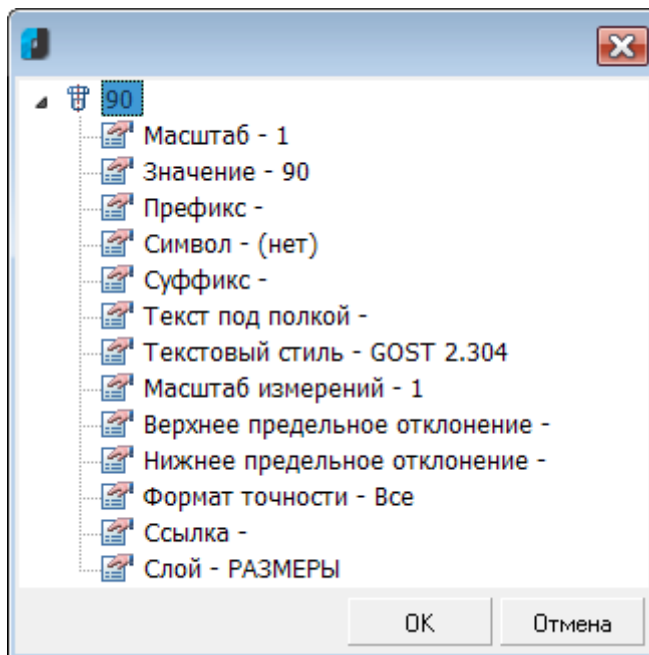 90
Масштаб - 1
Значение - 90
Префикс -
Символ - (нет)
Суффикс -
Текст под полкой -
Текстовый стиль - GOST 2.304
Масштаб измерений - 1
Верхнее предельное отклонение -
Нижнее предельное отклонение -
Формат точности - Все
Ссылка -
Слой - РАЗМЕРЫ
OK Отмена